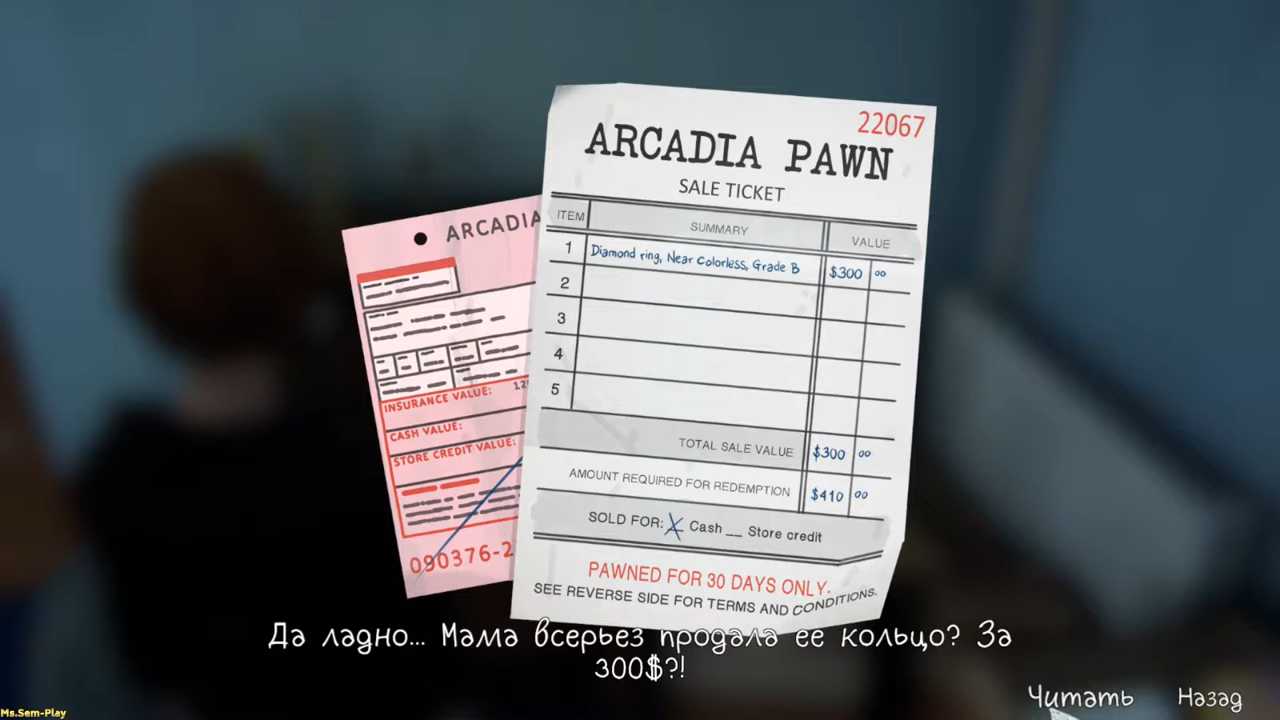 22067
ARCADIA PAWN
SALE TICKET
ITEM SUMMARY VALUE
1 Diamond ring, Near Colorless, Grade B $300 00
2
3
4
5
TOTAL SALE VALUE $300 00
AMOUNT REQUIRED FOR REDEMPTION $410 00
SOLD FOR: X Cash __ Store credit
PAWNED FOR 30 DAYS ONLY.
SEE REVERSE SIDE FOR TERMS AND CONDITIONS.
ARCADIA
INSURANCE VALUE:
CASH VALUE:
STORE CREDIT VALUE:
090376-2
Да ладно... Мама всерьез продала ее кольцо? За
300$?!
Читать Назад
Ms.Sem-Play